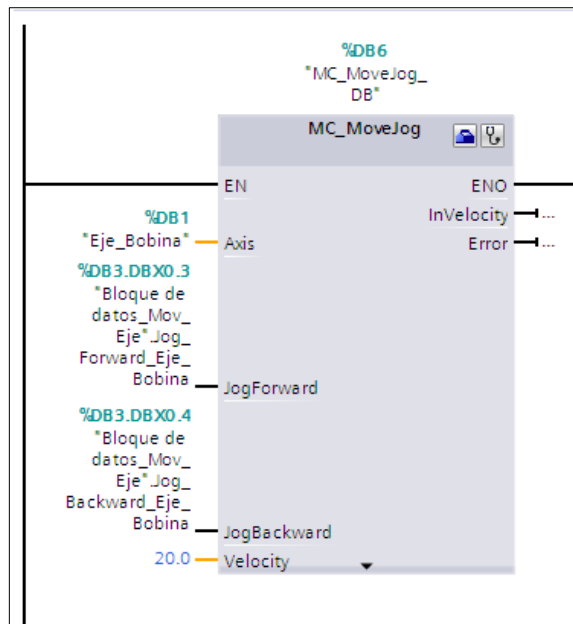 %DB6
"MC_MoveJog_
DB"
MC_MoveJog
EN
ENO
InVelocity
...
%DB1
"Eje_Bobina"
Axis
Error
...
%DB3.DBX0.3
"Bloque de
datos_Mov_
Eje".Jog_
Forward_Eje_
Bobina
JogForward
%DB3.DBX0.4
"Bloque de
datos_Mov_
Eje".Jog_
Backward_Eje_
Bobina
JogBackward
20.0
Velocity